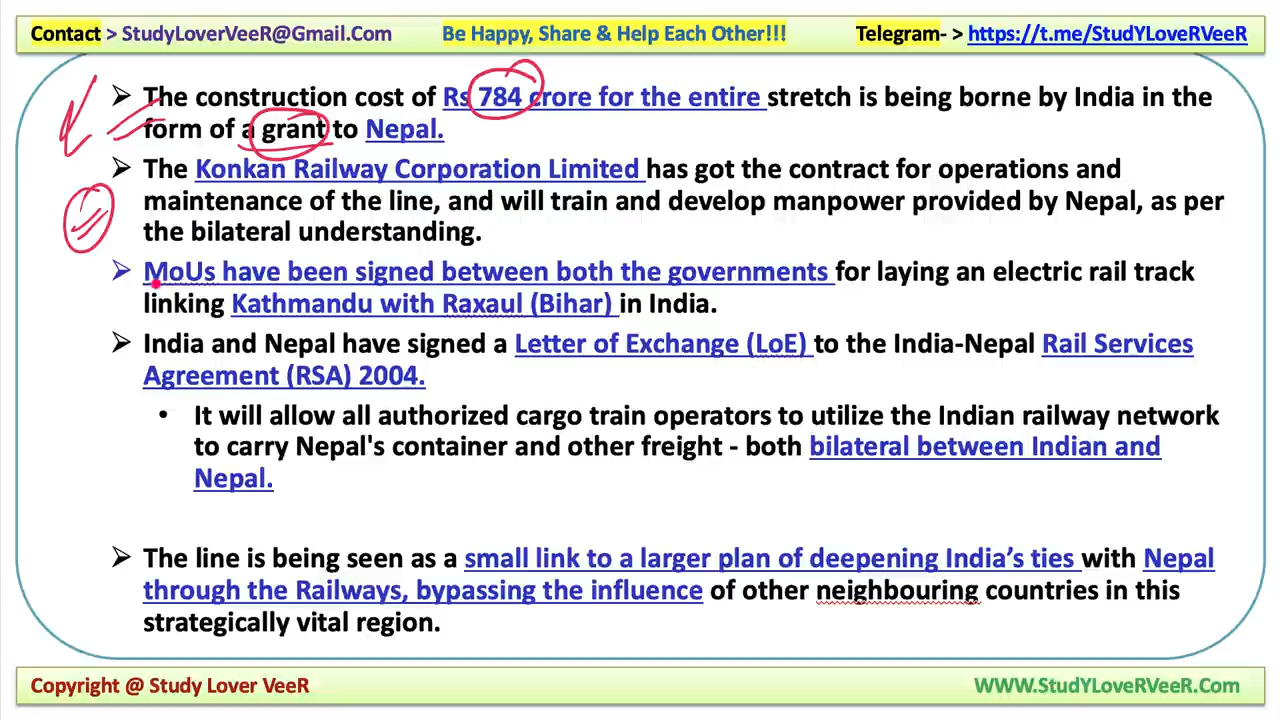 Contact > StudyLoverVeeR@Gmail.Com Be Happy, Share & Help Each Other!!! Telegram- > https://t.me/StudYLoveRVeeR
➢ The construction cost of Rs 784 crore for the entire stretch is being borne by India in the
form of a grant to Nepal.
➢ The Konkan Railway Corporation Limited has got the contract for operations and
maintenance of the line, and will train and develop manpower provided by Nepal, as per
the bilateral understanding.
➢ MoUs have been signed between both the governments for laying an electric rail track
linking Kathmandu with Raxaul (Bihar) in India.
➢ India and Nepal have signed a Letter of Exchange (LoE) to the India-Nepal Rail Services
Agreement (RSA) 2004.
• It will allow all authorized cargo train operators to utilize the Indian railway network
to carry Nepal's container and other freight - both bilateral between Indian and
Nepal.
➢ The line is being seen as a small link to a larger plan of deepening India’s ties with Nepal
through the Railways, bypassing the influence of other neighbouring countries in this
strategically vital region.
Copyright @ Study Lover VeeR WWW.StudYLoveRVeeR.Com